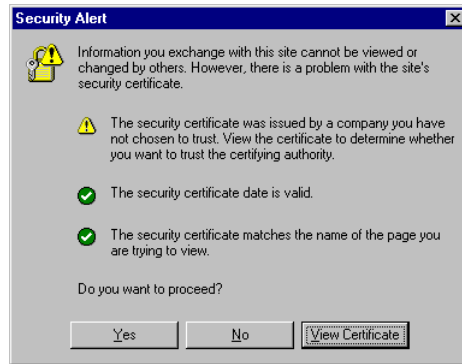 Security Alert
Information you exchange with this site cannot be viewed or
changed by others. However, there is a problem with the site's
security certificate.
The security certificate was issued by a company you have
not chosen to trust. View the certificate to determine whether
you want to trust the certifying authority.
The security certificate date is valid.
The security certificate matches the name of the page you
are trying to view.
Do you want to proceed?
Yes No View Certificate